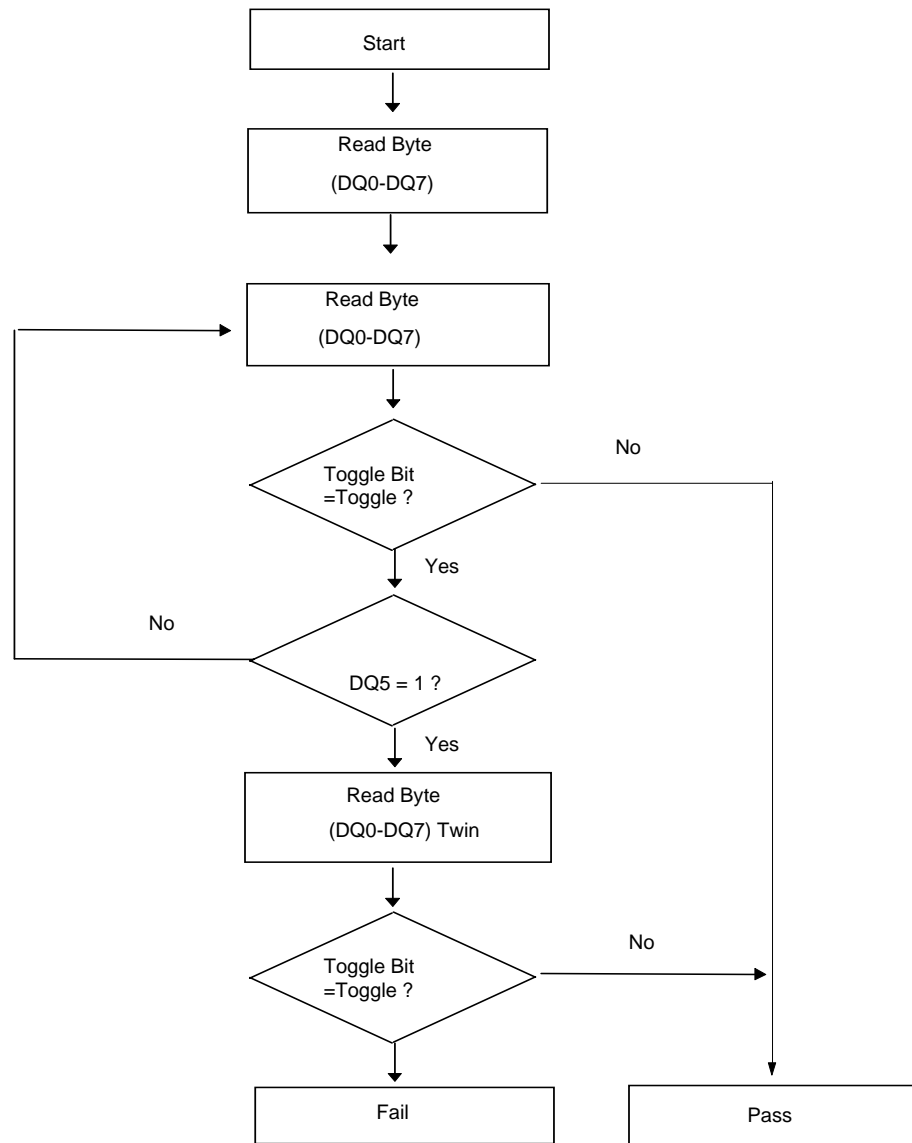 Start
Read Byte
(DQ0-DQ7)
Read Byte
(DQ0-DQ7)
Toggle Bit
=Toggle ?
No
Yes
No
DQ5 = 1 ?
Yes
Read Byte
(DQ0-DQ7) Twin
Toggle Bit
=Toggle ?
No
Fail
Pass